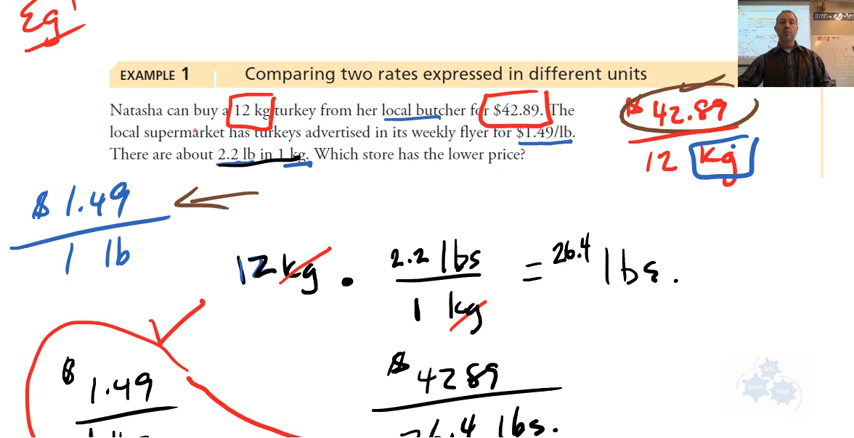 Eg
EXAMPLE 1 Comparing two rates expressed in different units
Natasha can buy a 12 kg turkey from her local butcher for $42.89. The
local supermarket has turkeys advertised in its weekly flyer for $1.49/lb.
There are about 2.2 lb in 1 kg. Which store has the lower price?
$ 42.89
12 kg
$ 1.49
1 lb
12 kg · 2.2 lbs = 26.4 lbs.
1 kg
$ 1.49
$ 4289
26.4 lbs.